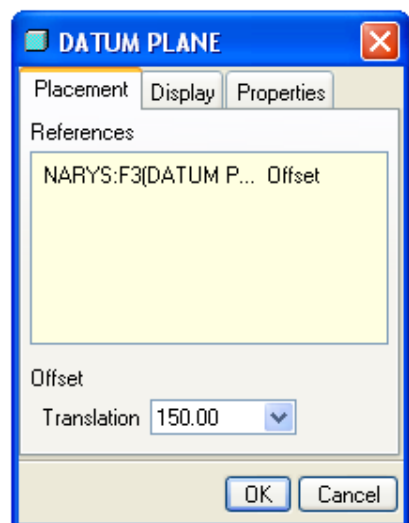 DATUM PLANE
Placement Display Properties
References
NARYS:F3(DATUM P... Offset
Offset
Translation 150.00
OK Cancel